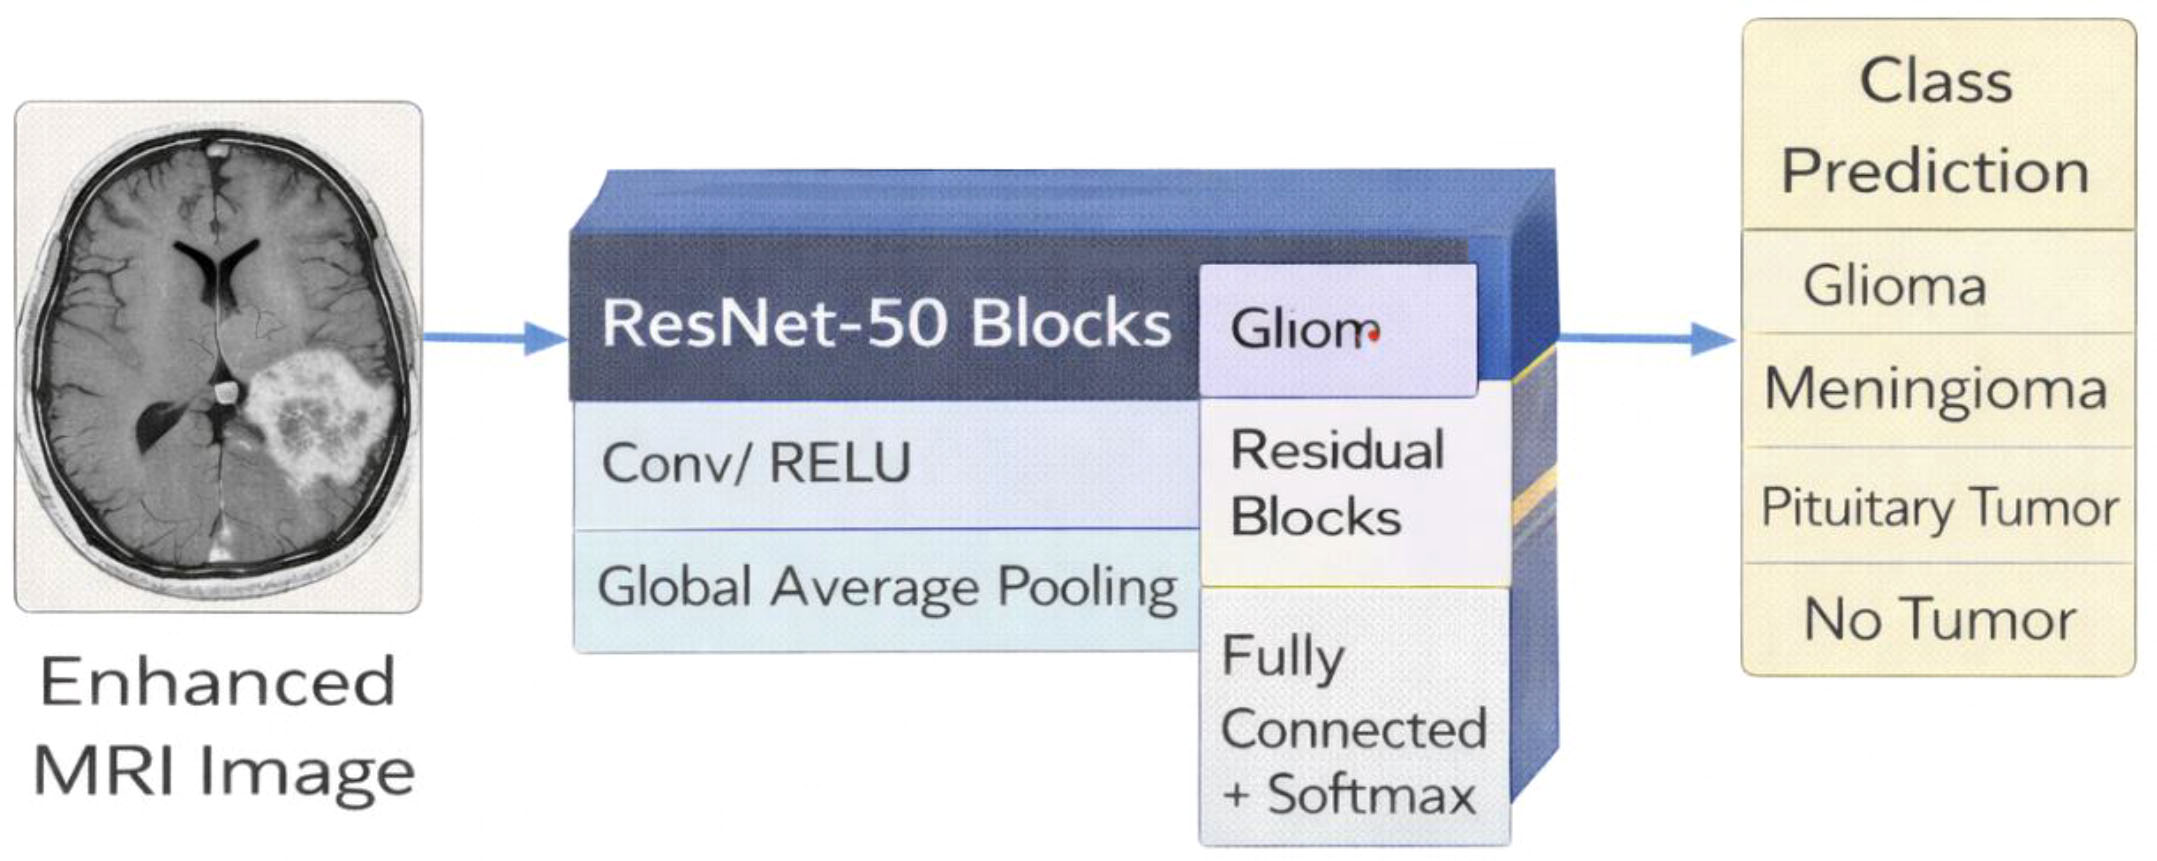 Enhanced
MRI Image
ResNet-50 Blocks
Conv/ RELU
Global Average Pooling
Gliom
Residual
Blocks
Fully
Connected
+ Softmax
Class
Prediction
Glioma
Meningioma
Pituitary Tumor
No Tumor